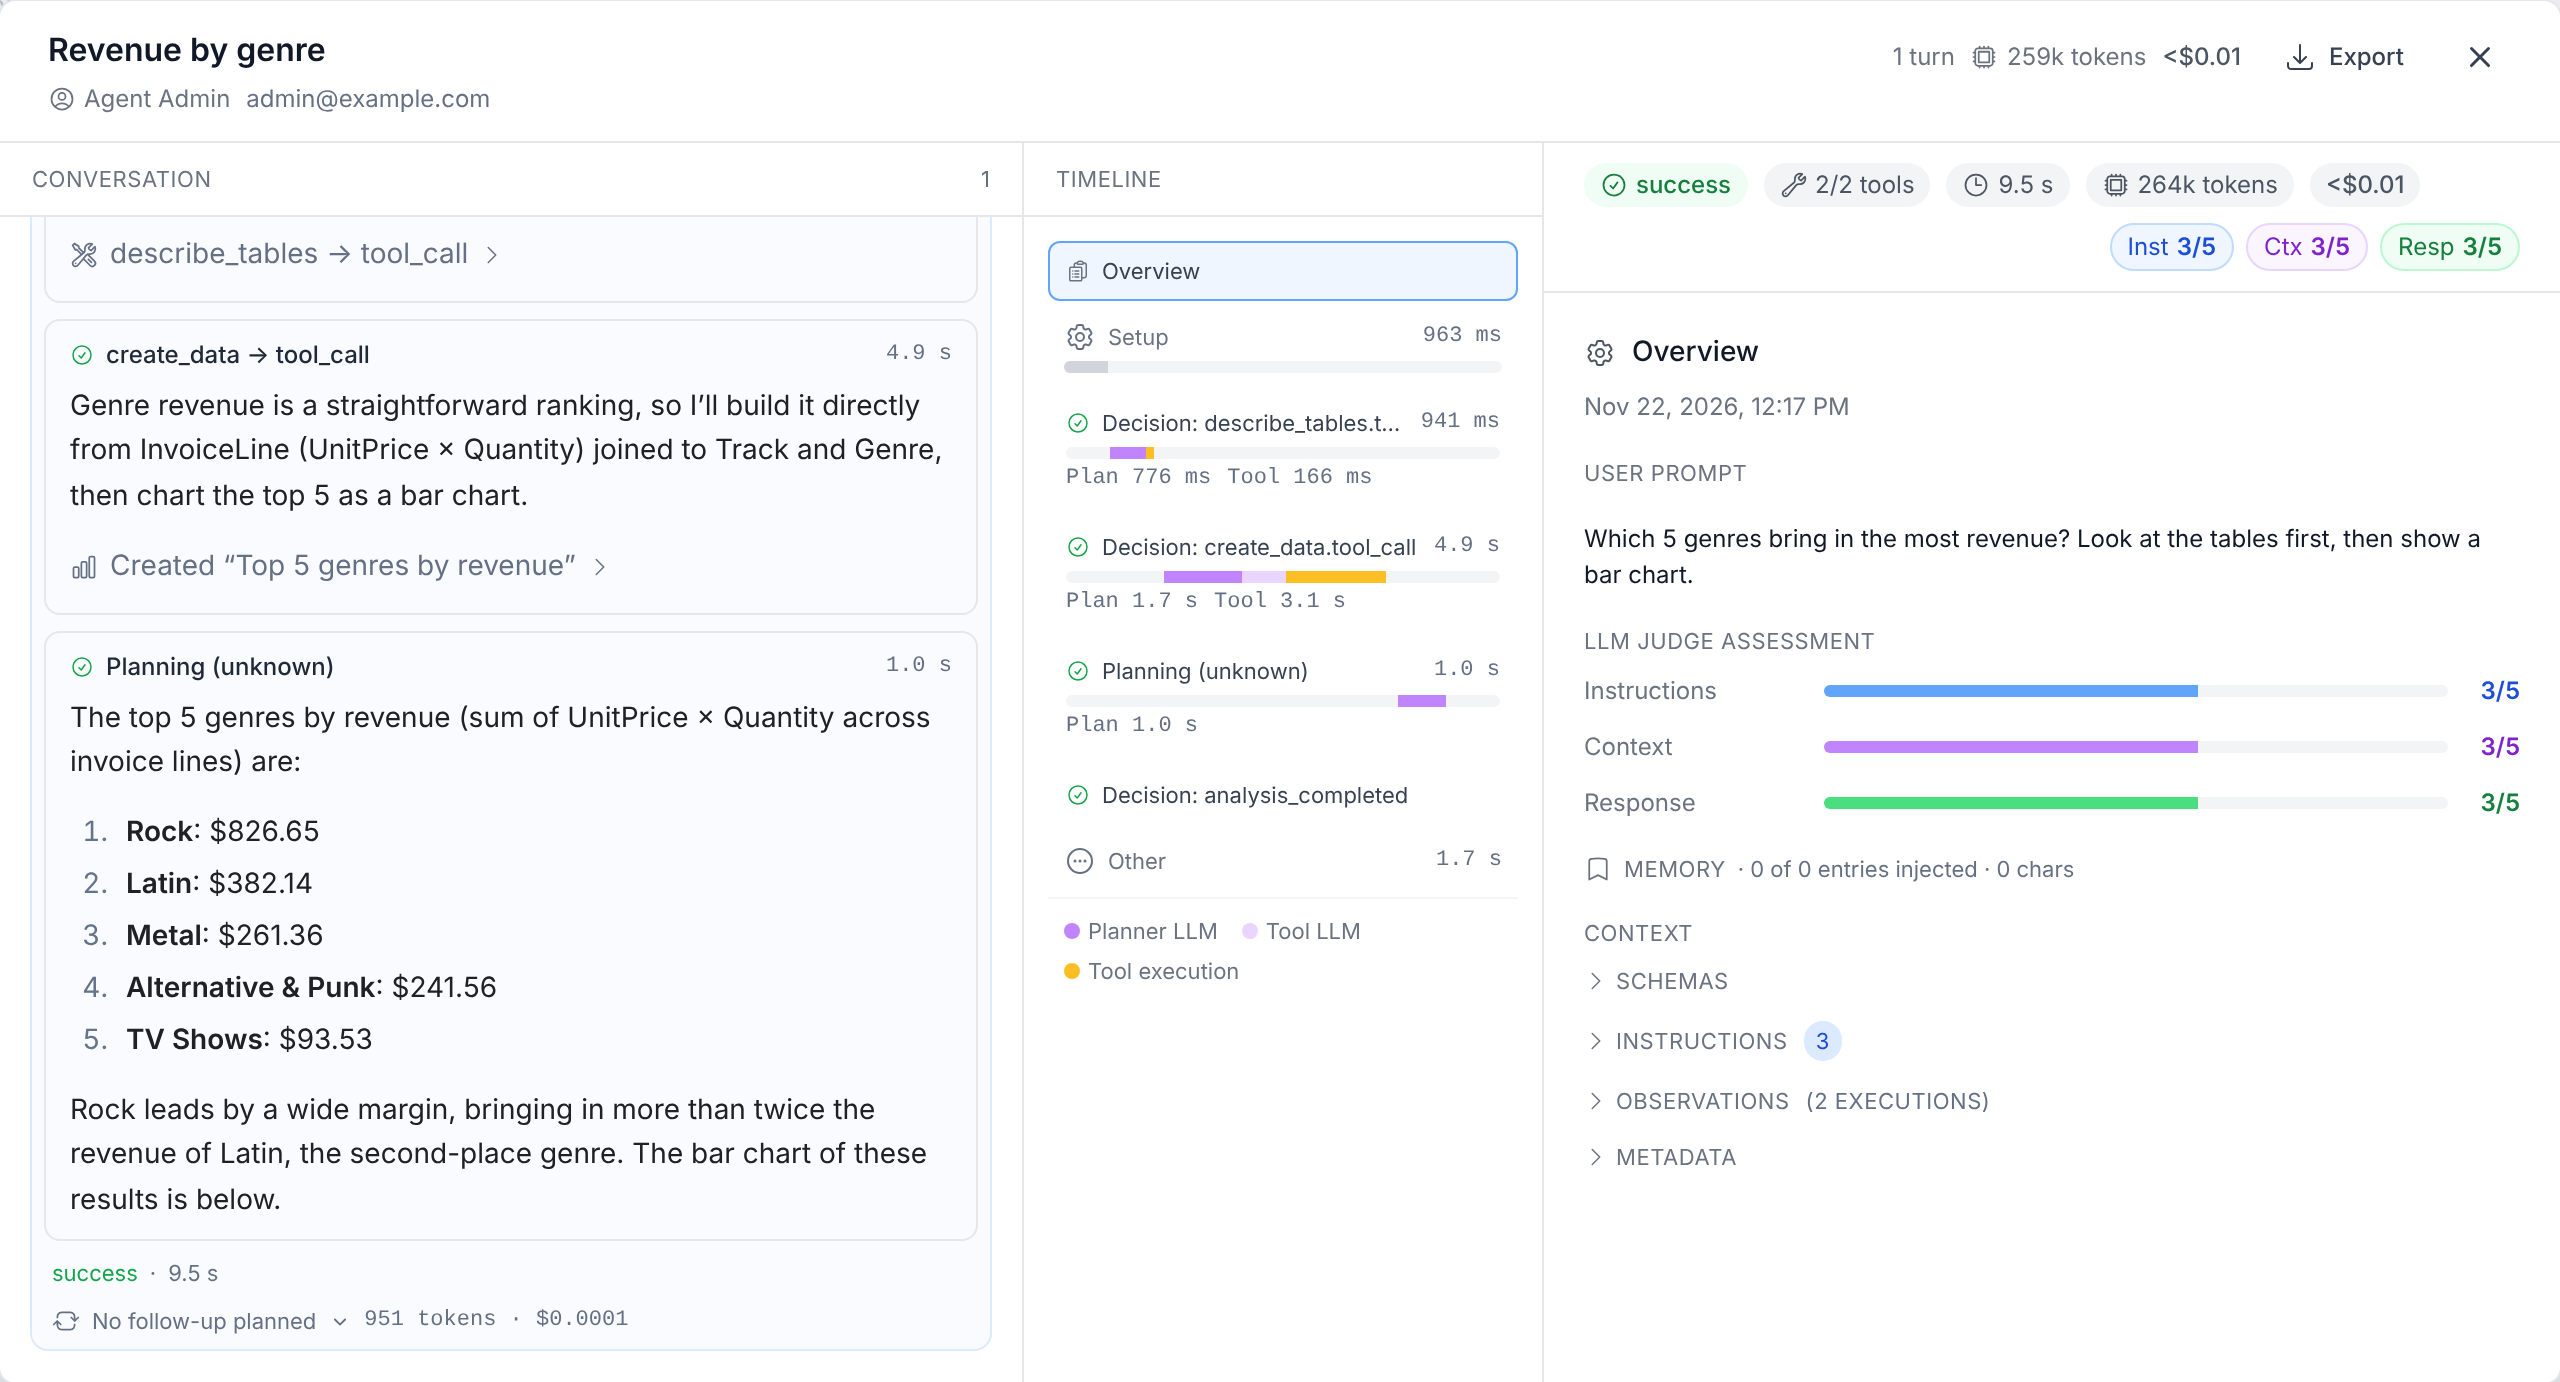 Revenue by genre
Agent Admin admin@example.com
1 turn 259k tokens <$0.01 Export
CONVERSATION 1
describe_tables → tool_call
create_data → tool_call 4.9 s
Genre revenue is a straightforward ranking, so I’ll build it directly
from InvoiceLine (UnitPrice × Quantity) joined to Track and Genre,
then chart the top 5 as a bar chart.
Created “Top 5 genres by revenue”
Planning (unknown) 1.0 s
The top 5 genres by revenue (sum of UnitPrice × Quantity across
invoice lines) are:
1. Rock: $826.65
2. Latin: $382.14
3. Metal: $261.36
4. Alternative & Punk: $241.56
5. TV Shows: $93.53
Rock leads by a wide margin, bringing in more than twice the
revenue of Latin, the second-place genre. The bar chart of these
results is below.
success · 9.5 s
No follow-up planned 951 tokens · $0.0001
TIMELINE
Overview
Setup 963 ms
Decision: describe_tables.t... 941 ms
Plan 776 ms Tool 166 ms
Decision: create_data.tool_call 4.9 s
Plan 1.7 s Tool 3.1 s
Planning (unknown) 1.0 s
Plan 1.0 s
Decision: analysis_completed
Other 1.7 s
Planner LLM Tool LLM
Tool execution
success 2/2 tools 9.5 s 264k tokens <$0.01
Inst 3/5 Ctx 3/5 Resp 3/5
Overview
Nov 22, 2026, 12:17 PM
USER PROMPT
Which 5 genres bring in the most revenue? Look at the tables first, then show a
bar chart.
LLM JUDGE ASSESSMENT
Instructions 3/5
Context 3/5
Response 3/5
MEMORY · 0 of 0 entries injected · 0 chars
CONTEXT
SCHEMAS
INSTRUCTIONS 3
OBSERVATIONS (2 EXECUTIONS)
METADATA